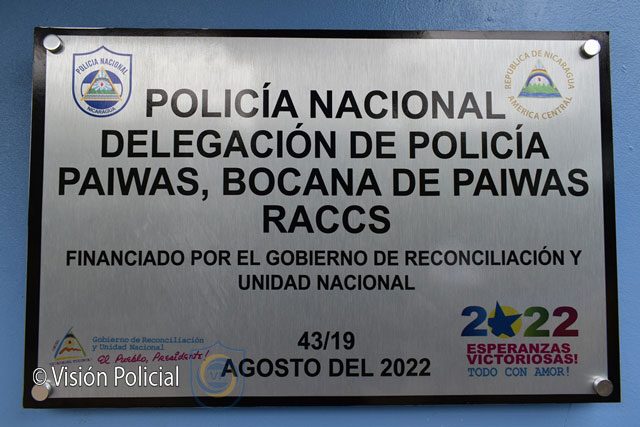 POLICIA NACIONAL
NICARAGUA
REPUBLICA DE NICARAGUA
AMERICA CENTRAL
POLICÍA NACIONAL
DELEGACIÓN DE POLICÍA
PAIWAS, BOCANA DE PAIWAS
RACCS
FINANCIADO POR EL GOBIERNO DE RECONCILIACIÓN Y
UNIDAD NACIONAL
Gobierno de Reconciliación
y Unidad Nacional
El Pueblo, Presidente!
43/19
AGOSTO DEL 2022
2022
ESPERANZAS
VICTORIOSAS!
TODO CON AMOR!
© Visión Policial